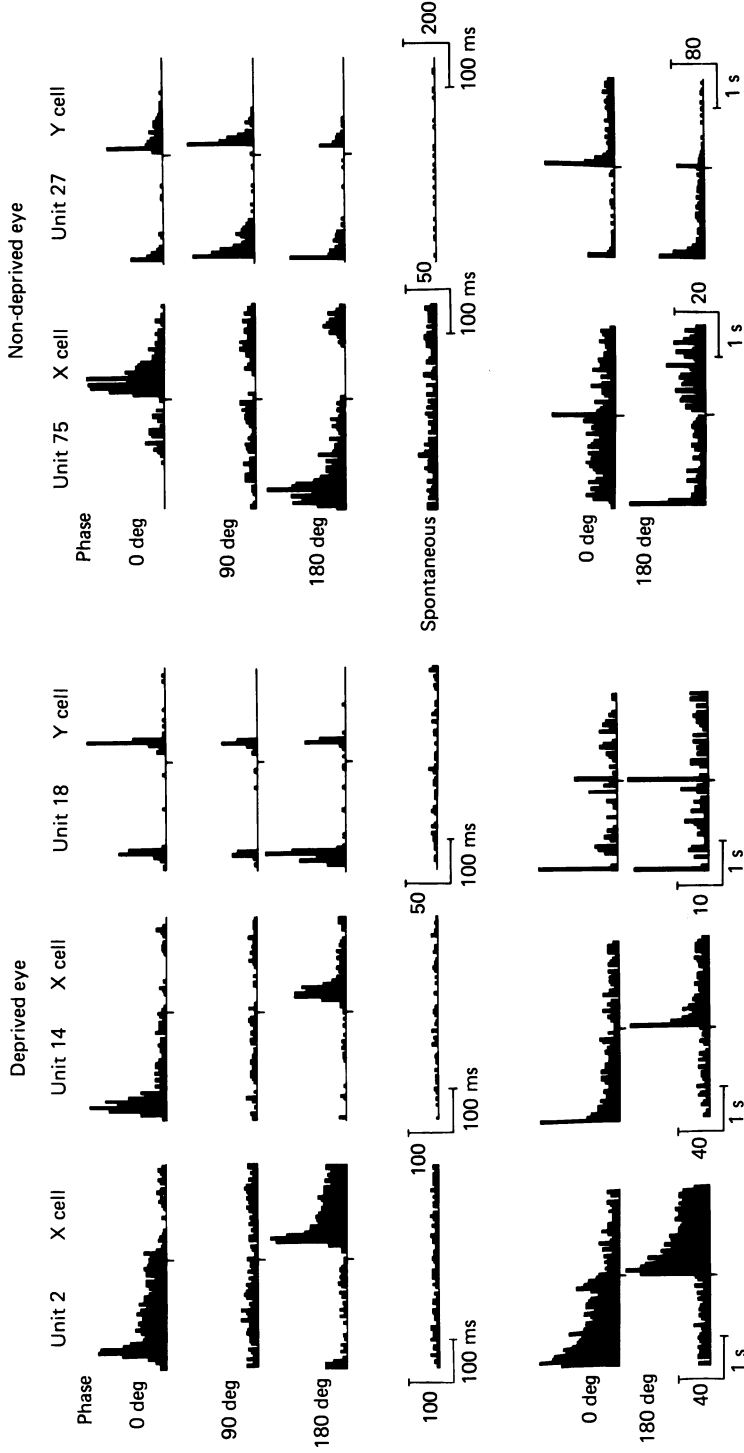 Deprived eye Non-deprived eye
Unit 2 X cell Unit 14 X cell Unit 18 Y cell Unit 75 X cell Unit 27 Y cell
Phase Phase
0 deg 0 deg
90 deg 90 deg
180 deg 180 deg
Spontaneous
100 100 50 50 200
100 ms 100 ms 100 ms 100 ms 100 ms
0 deg 0 deg
180 deg 180 deg
40 40 10 20 80
1 s 1 s 1 s 1 s 1 s